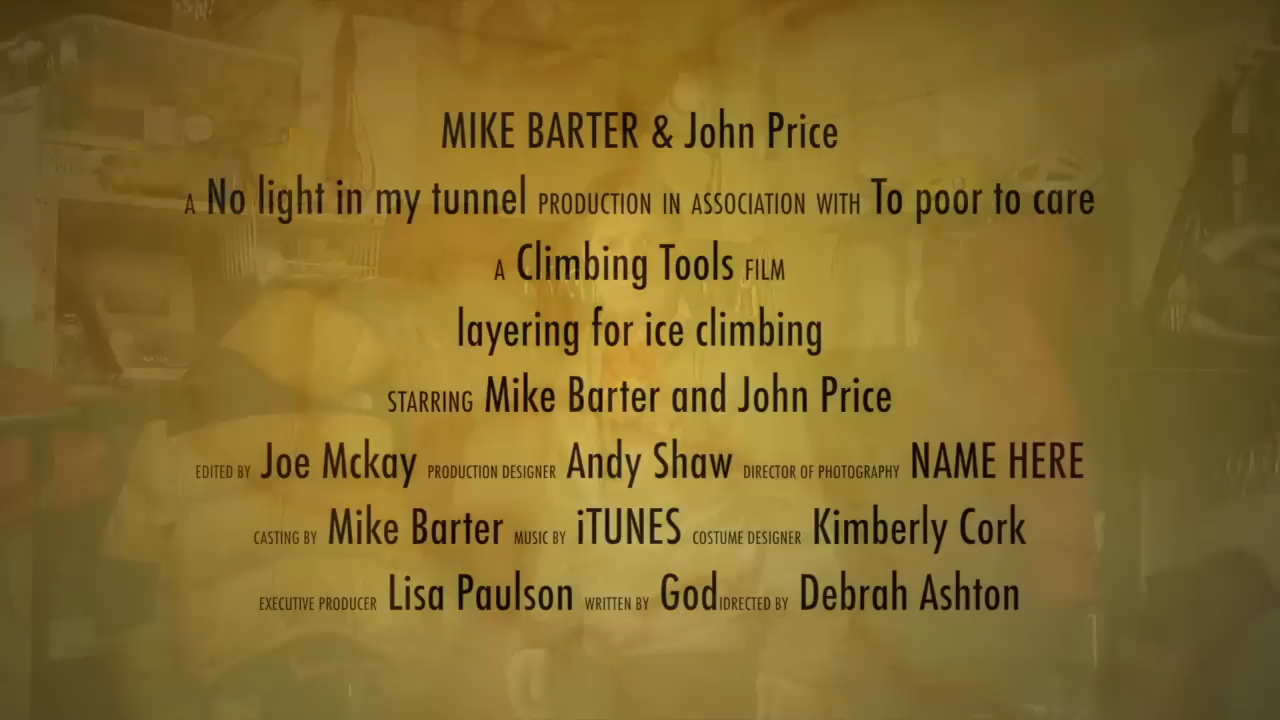 MIKE BARTER & John Price
A No light in my tunnel PRODUCTION IN ASSOCIATION WITH To poor to care
A Climbing Tools FILM
layering for ice climbing
STARRING Mike Barter and John Price
EDITED BY Joe Mckay PRODUCTION DESIGNER Andy Shaw DIRECTOR OF PHOTOGRAPHY NAME HERE
CASTING BY Mike Barter MUSIC BY iTUNES COSTUME DESIGNER Kimberly Cork
EXECUTIVE PRODUCER Lisa Paulson WRITTEN BY GodIDRECTED BY Debrah Ashton